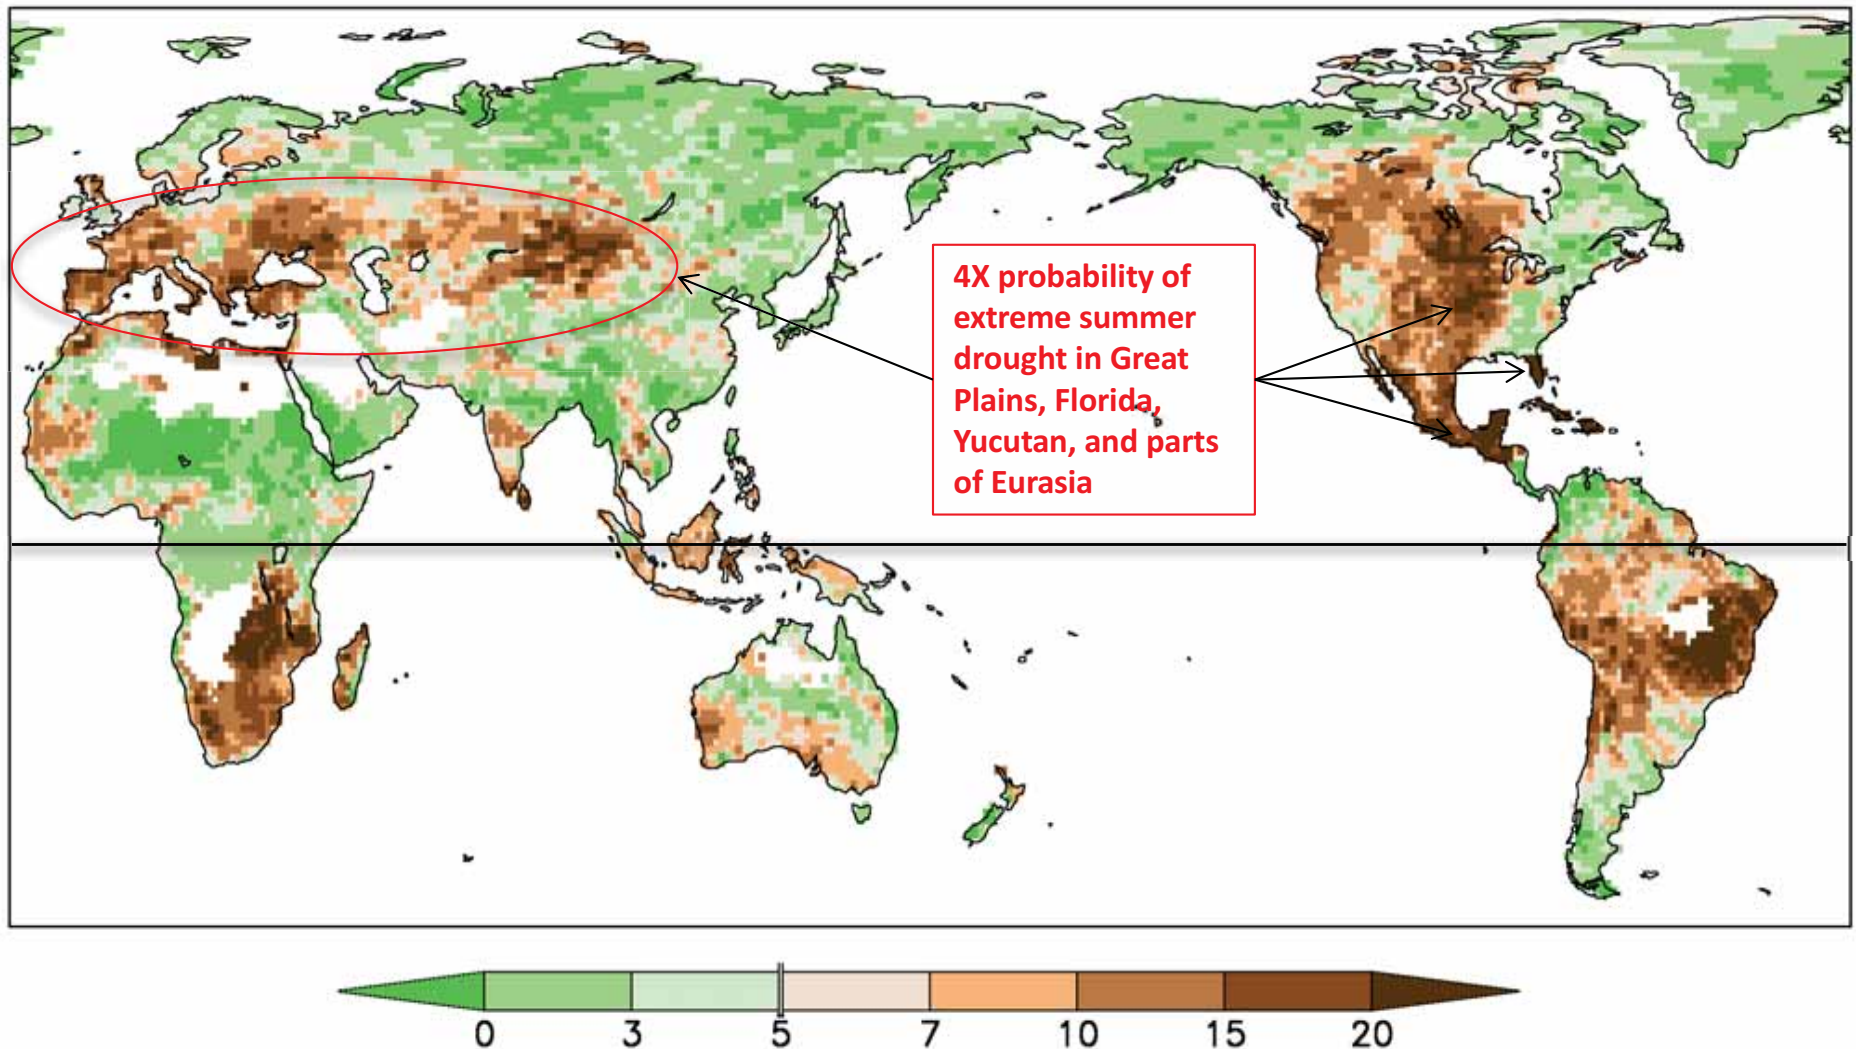 4X probability of
extreme summer
drought in Great
Plains, Florida,
Yucutan, and parts
of Eurasia
0 3 5 7 10 15 20